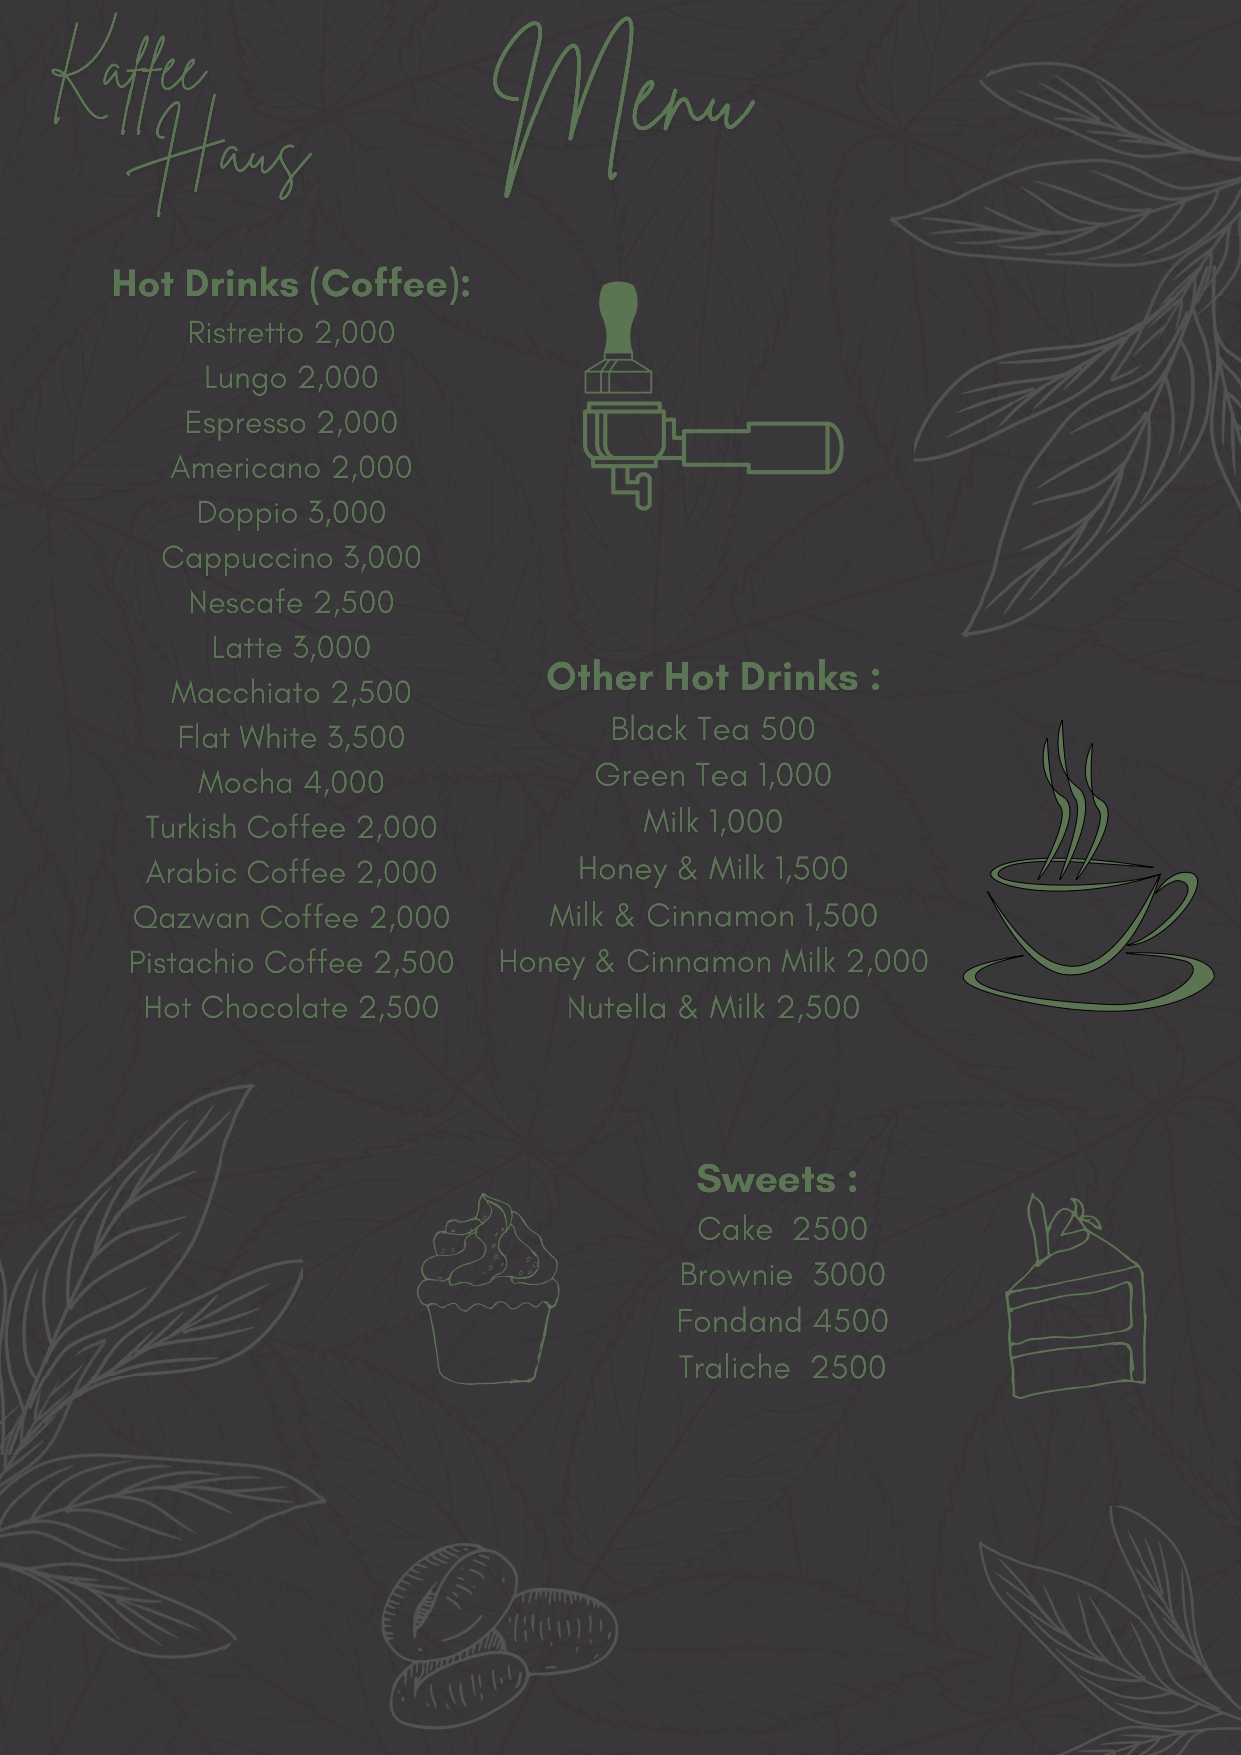 Kaffee
Haus
Menu
Hot Drinks (Coffee):
Ristretto 2,000
Lungo 2,000
Espresso 2,000
Americano 2,000
Doppio 3,000
Cappuccino 3,000
Nescafe 2,500
Latte 3,000
Macchiato 2,500
Flat White 3,500
Mocha 4,000
Turkish Coffee 2,000
Arabic Coffee 2,000
Qazwan Coffee 2,000
Pistachio Coffee 2,500
Hot Chocolate 2,500
Other Hot Drinks :
Black Tea 500
Green Tea 1,000
Milk 1,000
Honey & Milk 1,500
Milk & Cinnamon 1,500
Honey & Cinnamon Milk 2,000
Nutella & Milk 2,500
Sweets :
Cake 2500
Brownie 3000
Fondand 4500
Traliche 2500